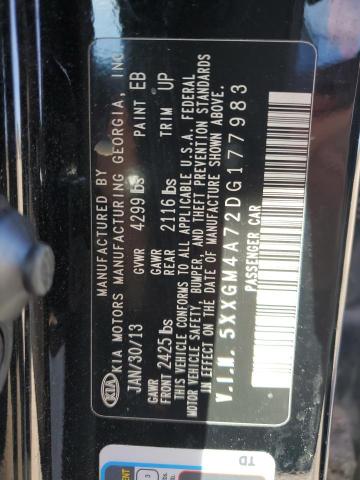 MANUFACTURED BY
KIA KIA MOTORS MANUFACTURING GEORGIA, INC
JAN/30/13 GVWR 4299 lbs PAINT EB
GAWR FRONT 2425 lbs GAWR REAR 2116 lbs TRIM UP
THIS VEHICLE CONFORMS TO ALL APPLICABLE U.S.A. FEDERAL
MOTOR VEHICLE SAFETY, BUMPER, AND THEFT PREVENTION STANDARDS
IN EFFECT ON THE DATE OF MANUFACTURE SHOWN ABOVE.
V.I.N. 5XXGM4A72DG177983
PASSENGER CAR
TD